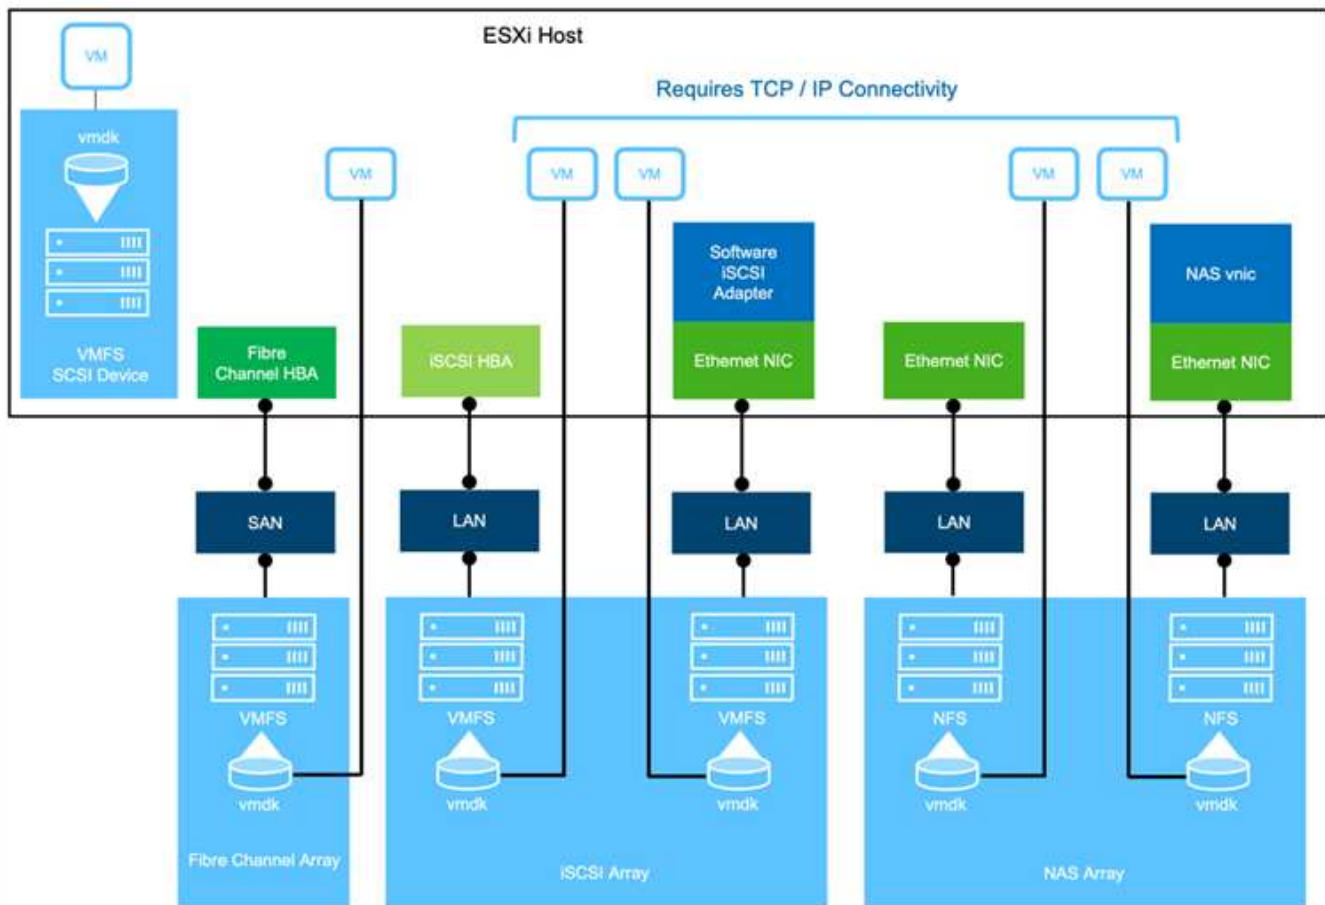 ESXi Host
VM
Requires TCP / IP Connectivity
vmdk
VM
VM
VM
VM
VM
Software
iSCSI
Adapter
NAS vnic
VMFS
SCSI Device
Fibre
Channel HBA
iSCSI HBA
Ethernet NIC
Ethernet NIC
Ethernet NIC
SAN
LAN
LAN
LAN
LAN
VMFS
VMFS
VMFS
NFS
NFS
vmdk
vmdk
vmdk
vmdk
vmdk
Fibre Channel Array
iSCSI Array
NAS Array